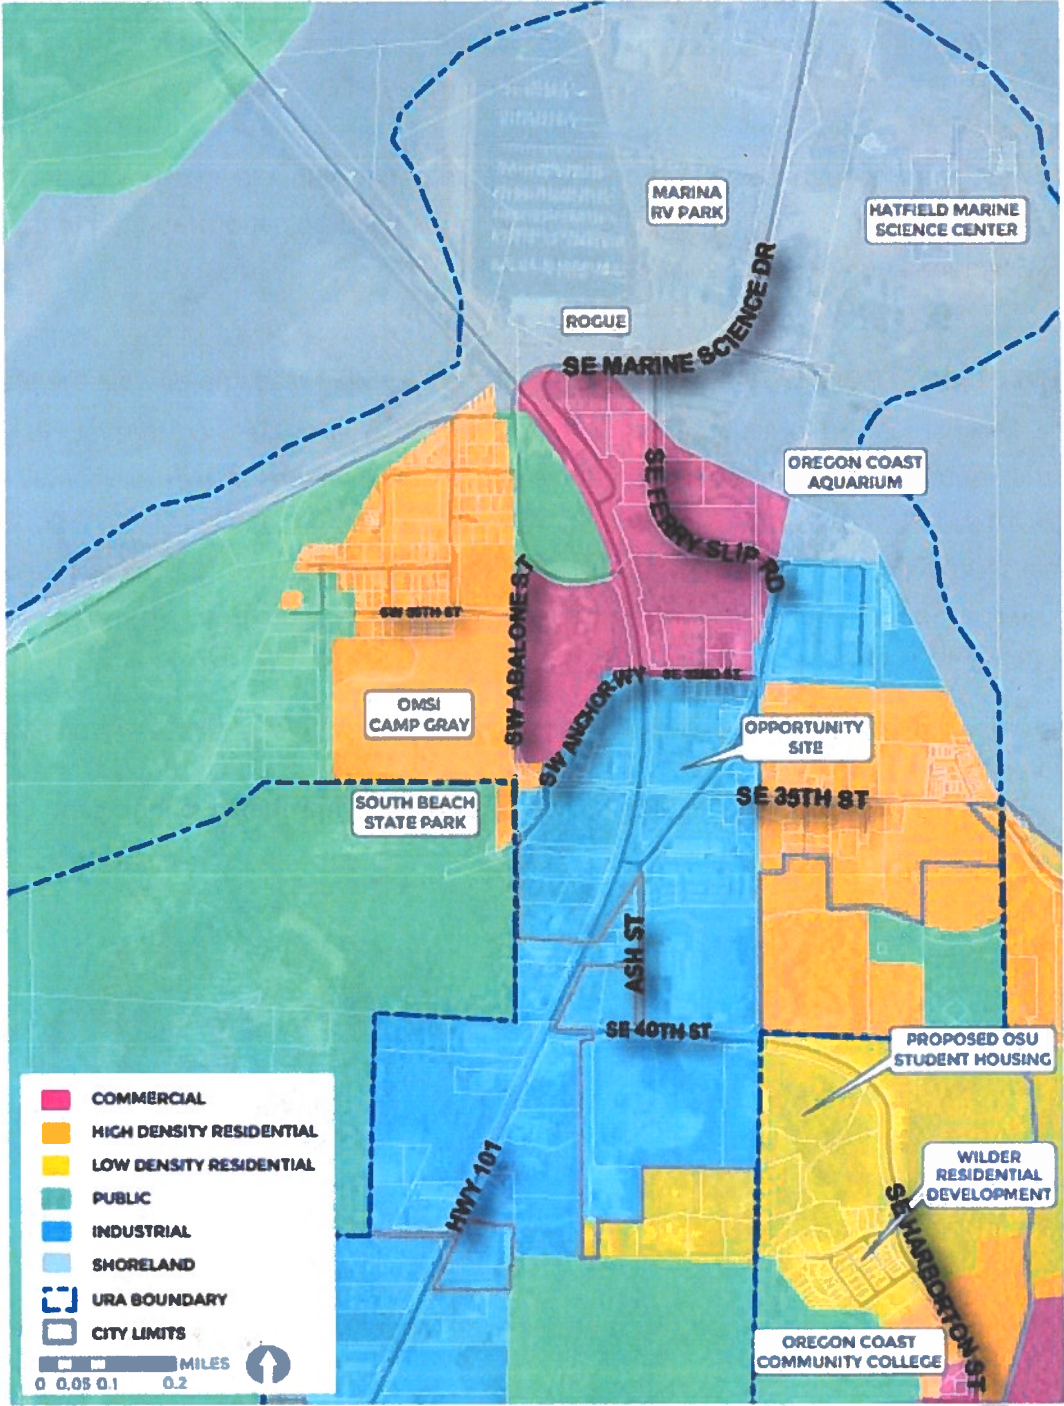 MARINA
RV PARK
HATFIELD MARINE
SCIENCE CENTER
ROGUE
SE MARINE SCIENCE DR
OREGON COAST
AQUARIUM
SE FERRY SLIP RD
SW ABALONE ST
SW 35TH ST
OMSI
CAMP GRAY
SW ANCHOR WY
OPPORTUNITY
SITE
SOUTH BEACH
STATE PARK
SE 35TH ST
ASH ST
SE 40TH ST
PROPOSED OSU
STUDENT HOUSING
WILDER
RESIDENTIAL
DEVELOPMENT
HWY 101
SE HARBORTON ST
OREGON COAST
COMMUNITY COLLEGE
COMMERCIAL
HIGH DENSITY RESIDENTIAL
LOW DENSITY RESIDENTIAL
PUBLIC
INDUSTRIAL
SHORELAND
URA BOUNDARY
CITY LIMITS
MILES
0 0.05 0.1 0.2